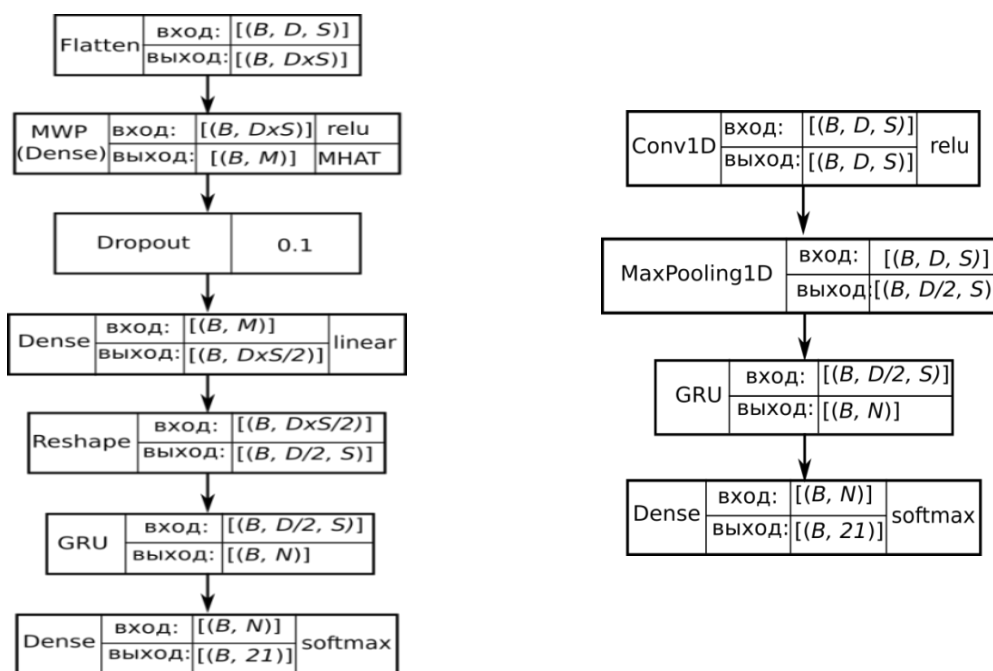 Flatten
вход: [(B, D, S)]
выход: [(B, DxS)]
MWP
(Dense)
вход: [(B, DxS)] relu
выход: [(B, M)] MHAT
Dropout 0.1
Dense
вход: [(B, M)]
выход: [(B, DxS/2)]
linear
Reshape
вход: [(B, DxS/2)]
выход: [(B, D/2, S)]
GRU
вход: [(B, D/2, S)]
выход: [(B, N)]
Dense
вход: [(B, N)]
выход: [(B, 21)]
softmax
Conv1D
вход: [(B, D, S)]
выход: [(B, D, S)]
relu
MaxPooling1D
вход: [(B, D, S)]
выход: [(B, D/2, S)
GRU
вход: [(B, D/2, S)]
выход: [(B, N)]
Dense
вход: [(B, N)]
выход: [(B, 21)]
softmax